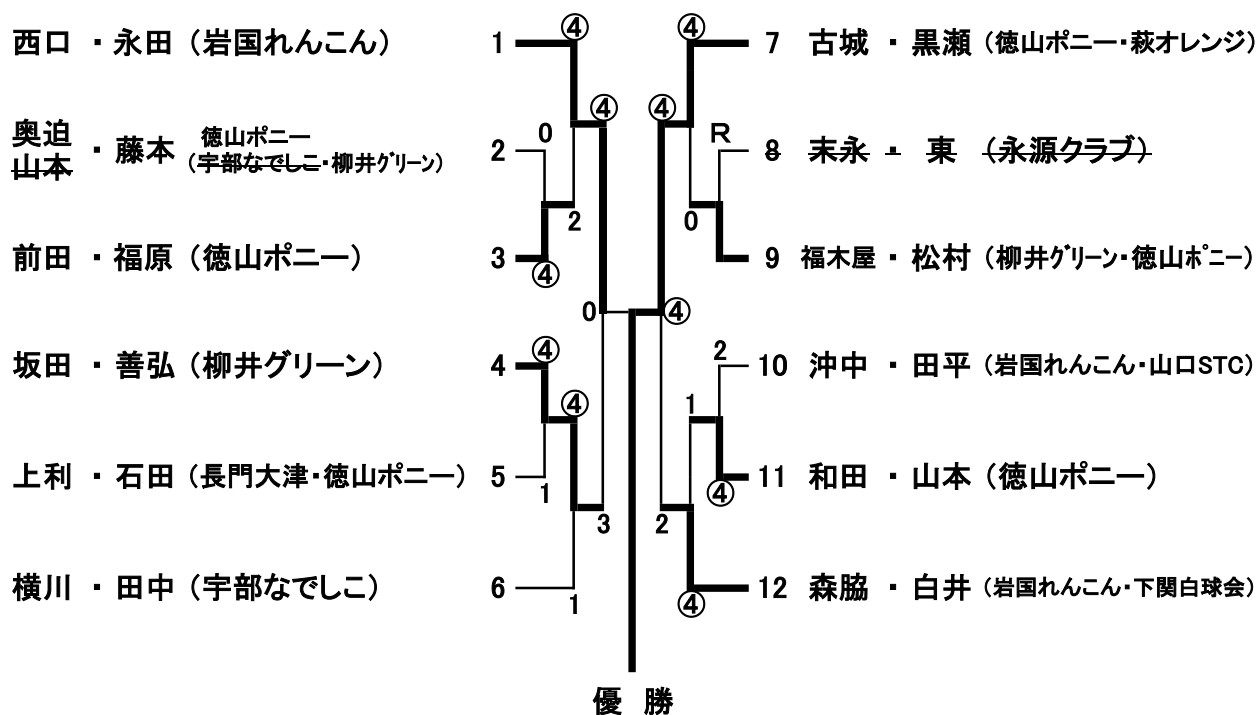 西口 ・ 永田 (岩国れんこん) 1 ④
奥迫
山本 ・ 藤本 徳山ポニー
(宇部なでしこ・柳井グリーン) 2 0
前田 ・ 福原 (徳山ポニー) 3 ④
2
④
坂田 ・ 善弘 (柳井グリーン) 4 ④
④
上利 ・ 石田 (長門大津・徳山ポニー) 5 1
3
横川 ・ 田中 (宇部なでしこ) 6 1
0
④ 7 古城 ・ 黒瀬 (徳山ポニー・萩オレンジ)
④
R 8 末永 ・ 東 (永源クラブ)
0
9 福木屋 ・ 松村 (柳井グリーン・徳山ポニー)
④
2 10 沖中 ・ 田平 (岩国れんこん・山口STC)
1
④ 11 和田 ・ 山本 (徳山ポニー)
2
④ 12 森脇 ・ 白井 (岩国れんこん・下関白球会)
優 勝